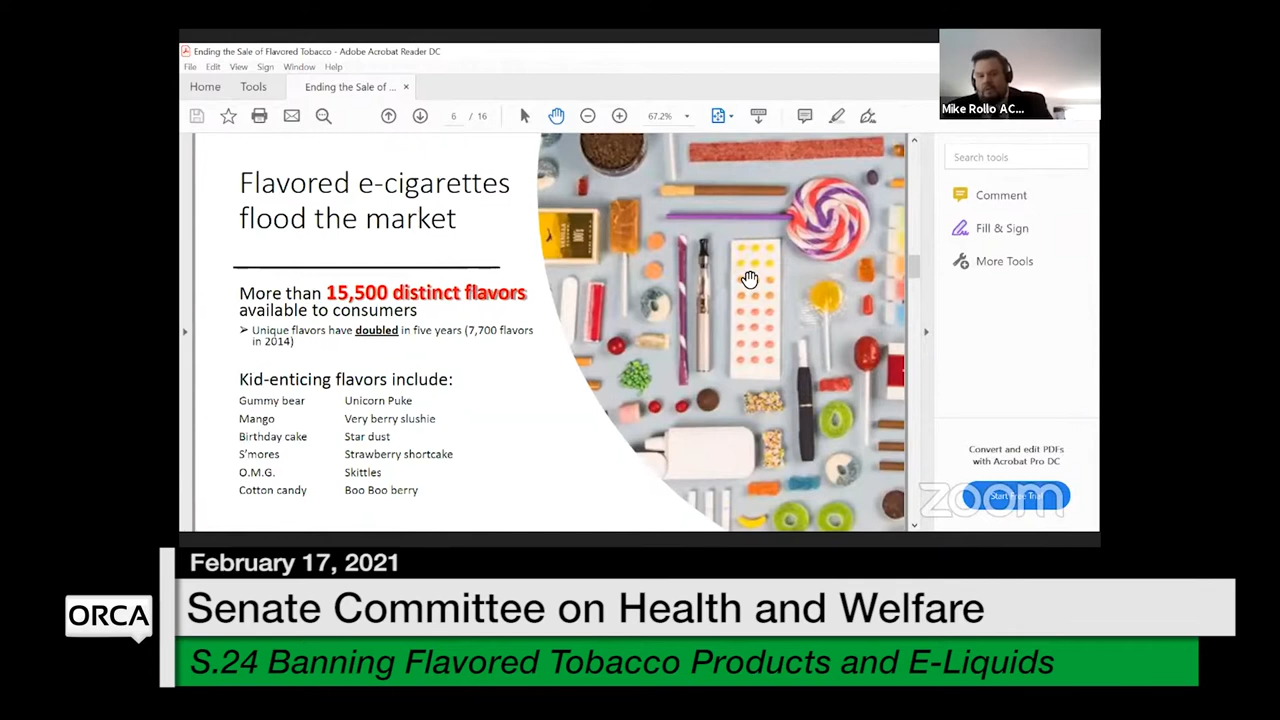 Ending the Sale of Flavored Tobacco - Adobe Acrobat Reader DC
File Edit View Sign Window Help
Home Tools Ending the Sale of ... ×
6 / 16 67.2%
Mike Rollo AC...
Search tools
Comment
Fill & Sign
More Tools
Flavored e-cigarettes
flood the market
More than 15,500 distinct flavors
available to consumers
➢ Unique flavors have doubled in five years (7,700 flavors
in 2014)
Kid-enticing flavors include:
Gummy bear Unicorn Puke
Mango Very berry slushie
Birthday cake Star dust
S'mores Strawberry shortcake
O.M.G. Skittles
Cotton candy Boo Boo berry
Convert and edit PDFs
with Acrobat Pro DC
Start Free Trial
zoom
February 17, 2021
ORCA
Senate Committee on Health and Welfare
S.24 Banning Flavored Tobacco Products and E-Liquids